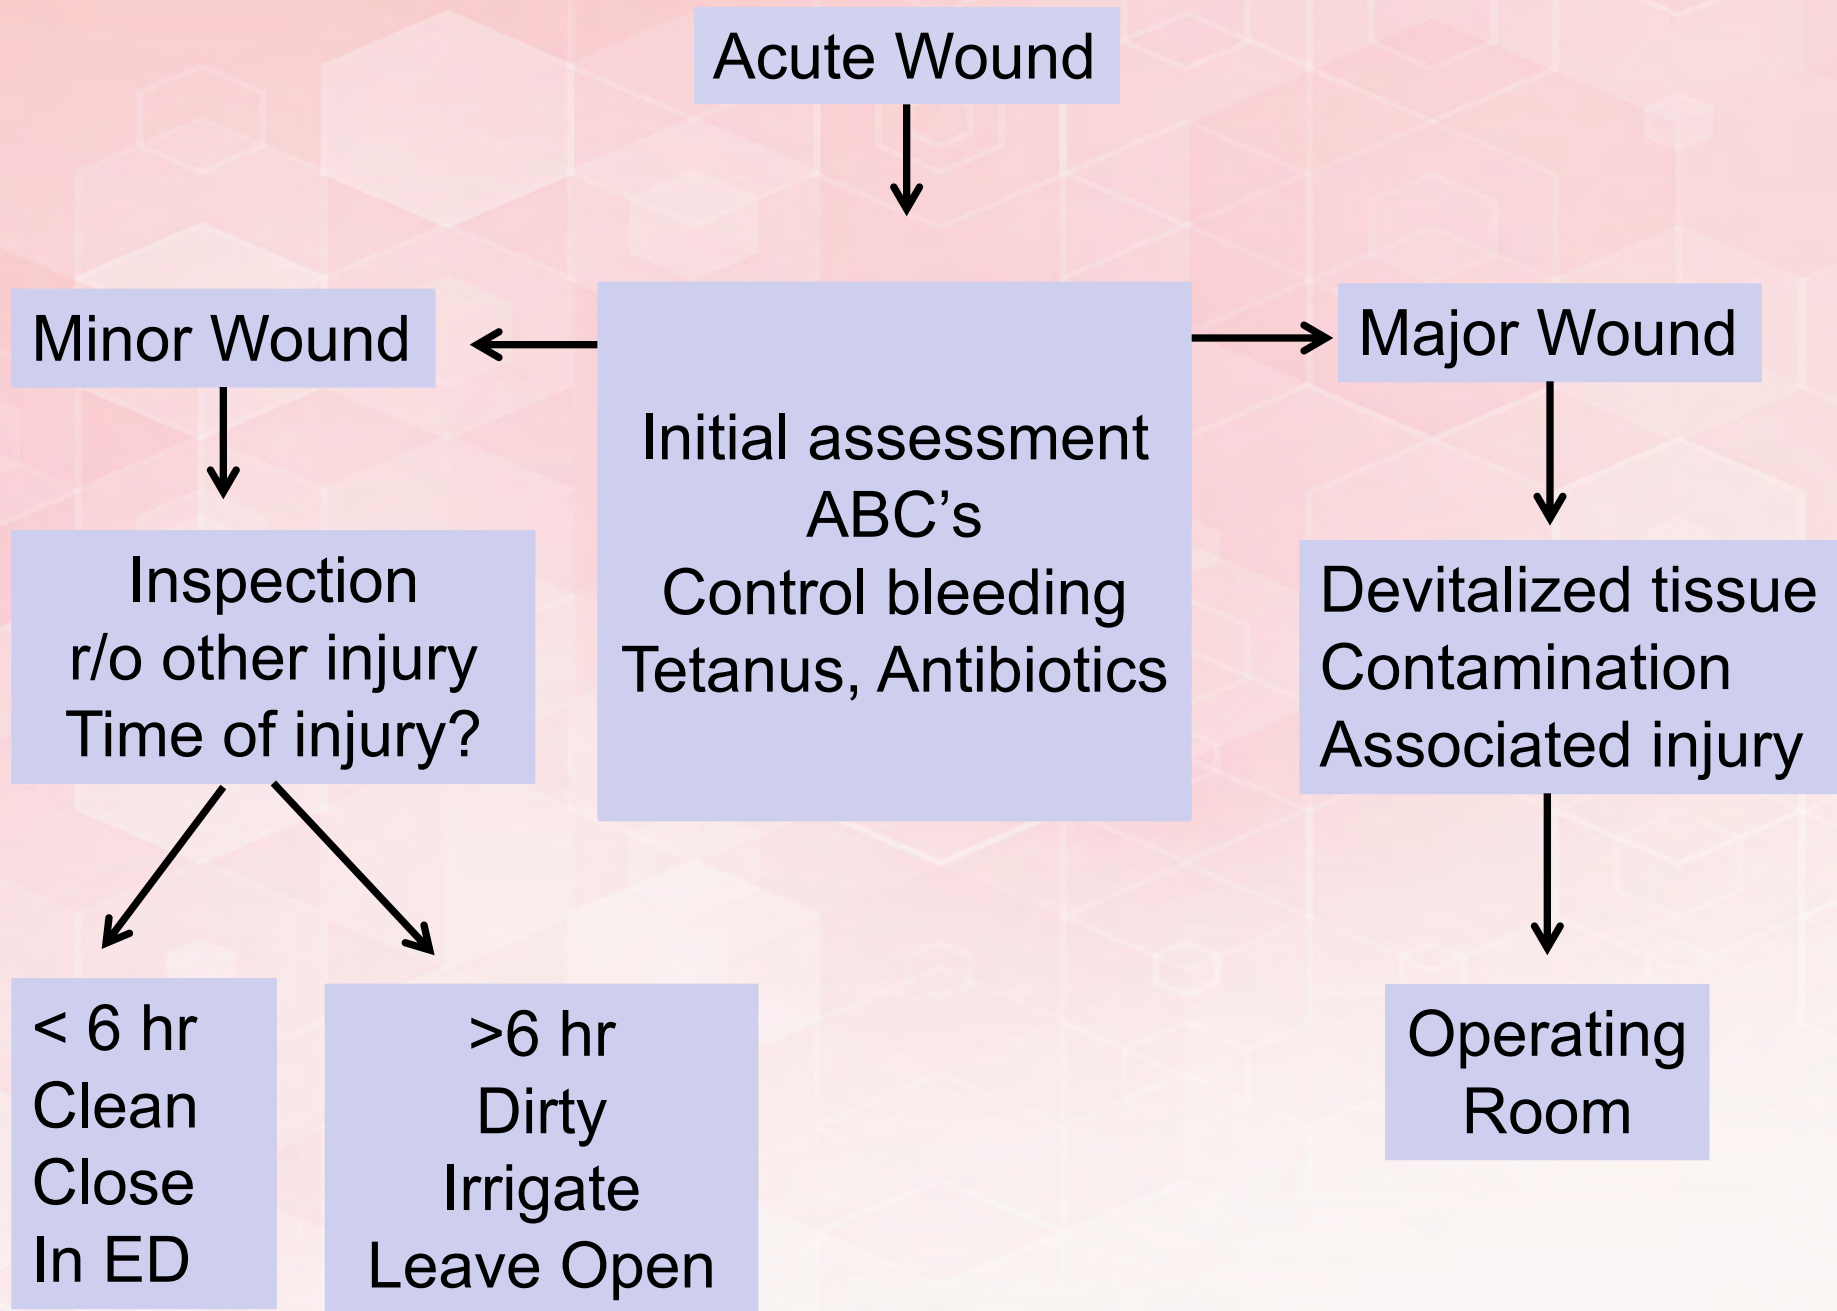 Acute Wound
Minor Wound
Initial assessment
ABC’s
Control bleeding
Tetanus, Antibiotics
Major Wound
Inspection
r/o other injury
Time of injury?
Devitalized tissue
Contamination
Associated injury
< 6 hr
Clean
Close
In ED
>6 hr
Dirty
Irrigate
Leave Open
Operating
Room